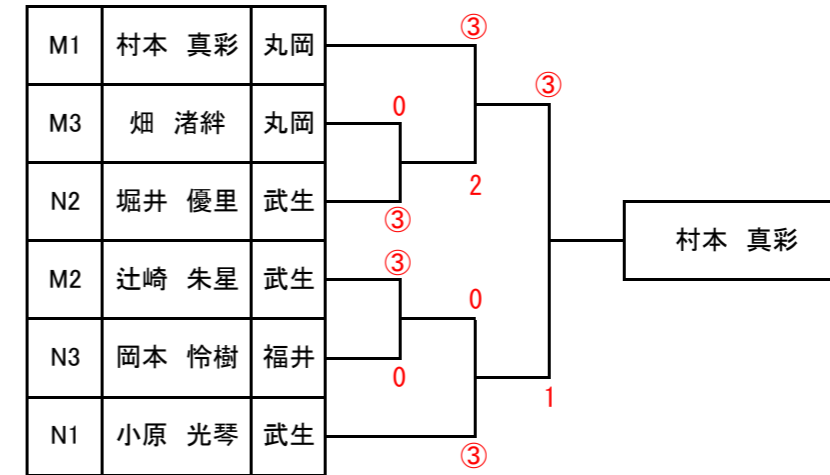 M1 村本 真彩 丸岡 ③
③
M3 畑 渚絆 丸岡 0
2
N2 堀井 優里 武生 ③
村本 真彩
M2 辻崎 朱星 武生 ③
0
N3 岡本 怜樹 福井 0
1
N1 小原 光琴 武生 ③